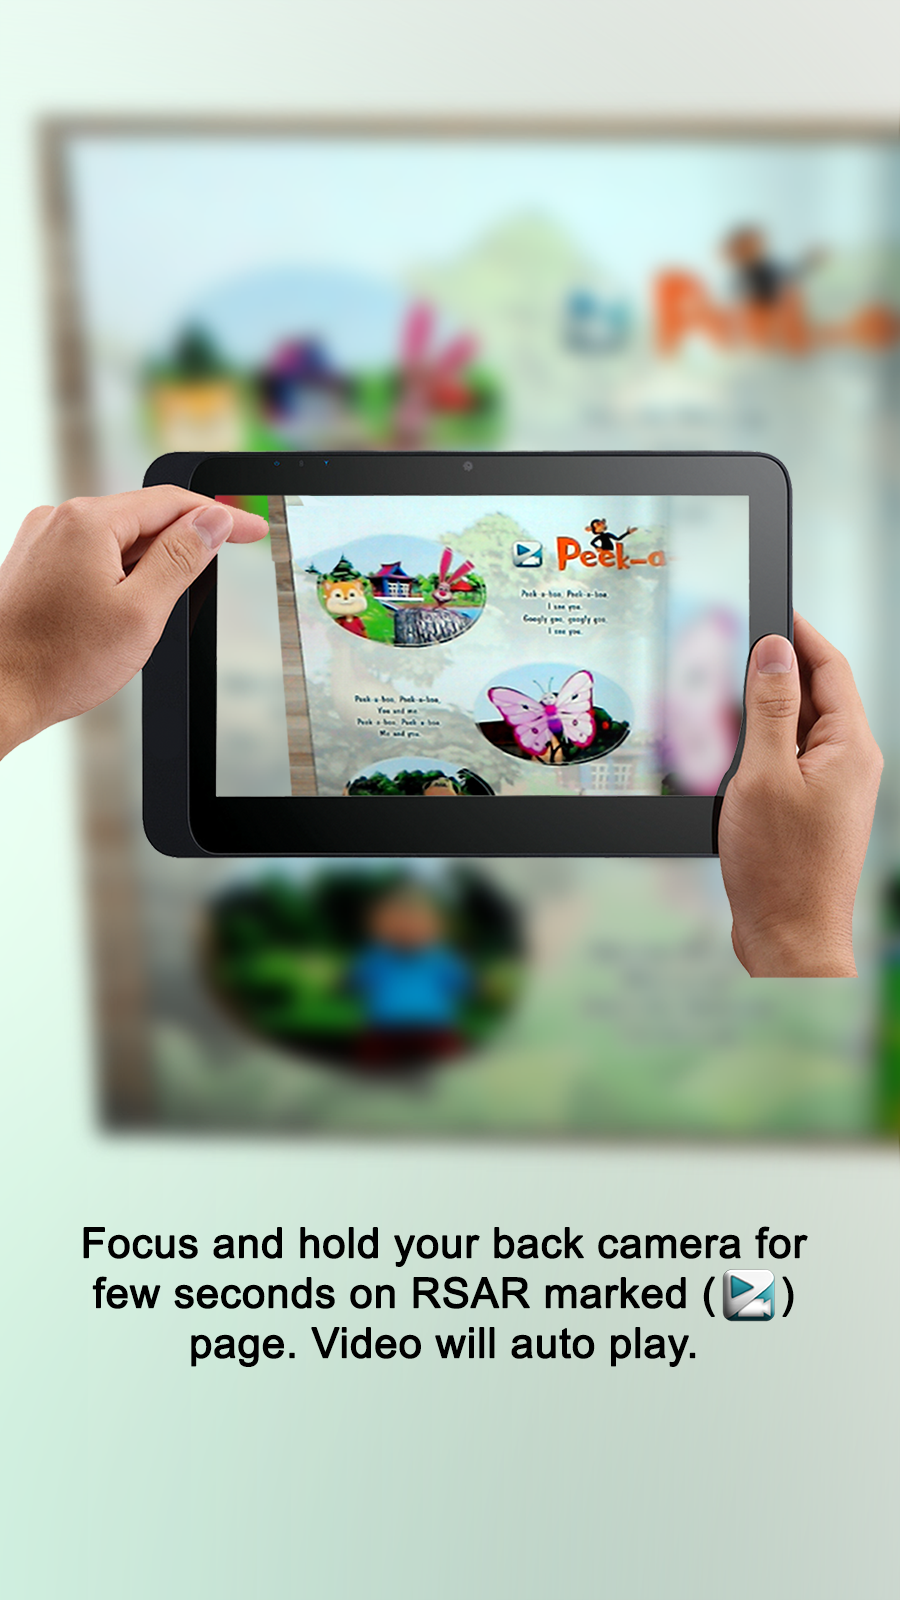 Peek-a
Peek-a-boo, Peek-a-boo,
I see you.
Googly goo, googly goo,
I see you.
Peek-a-boo, Peek-a-boo,
You and me.
Peek-a-boo, Peek-a-boo
Me and you.
Focus and hold your back camera for
few seconds on RSAR marked ( )
page. Video will auto play.